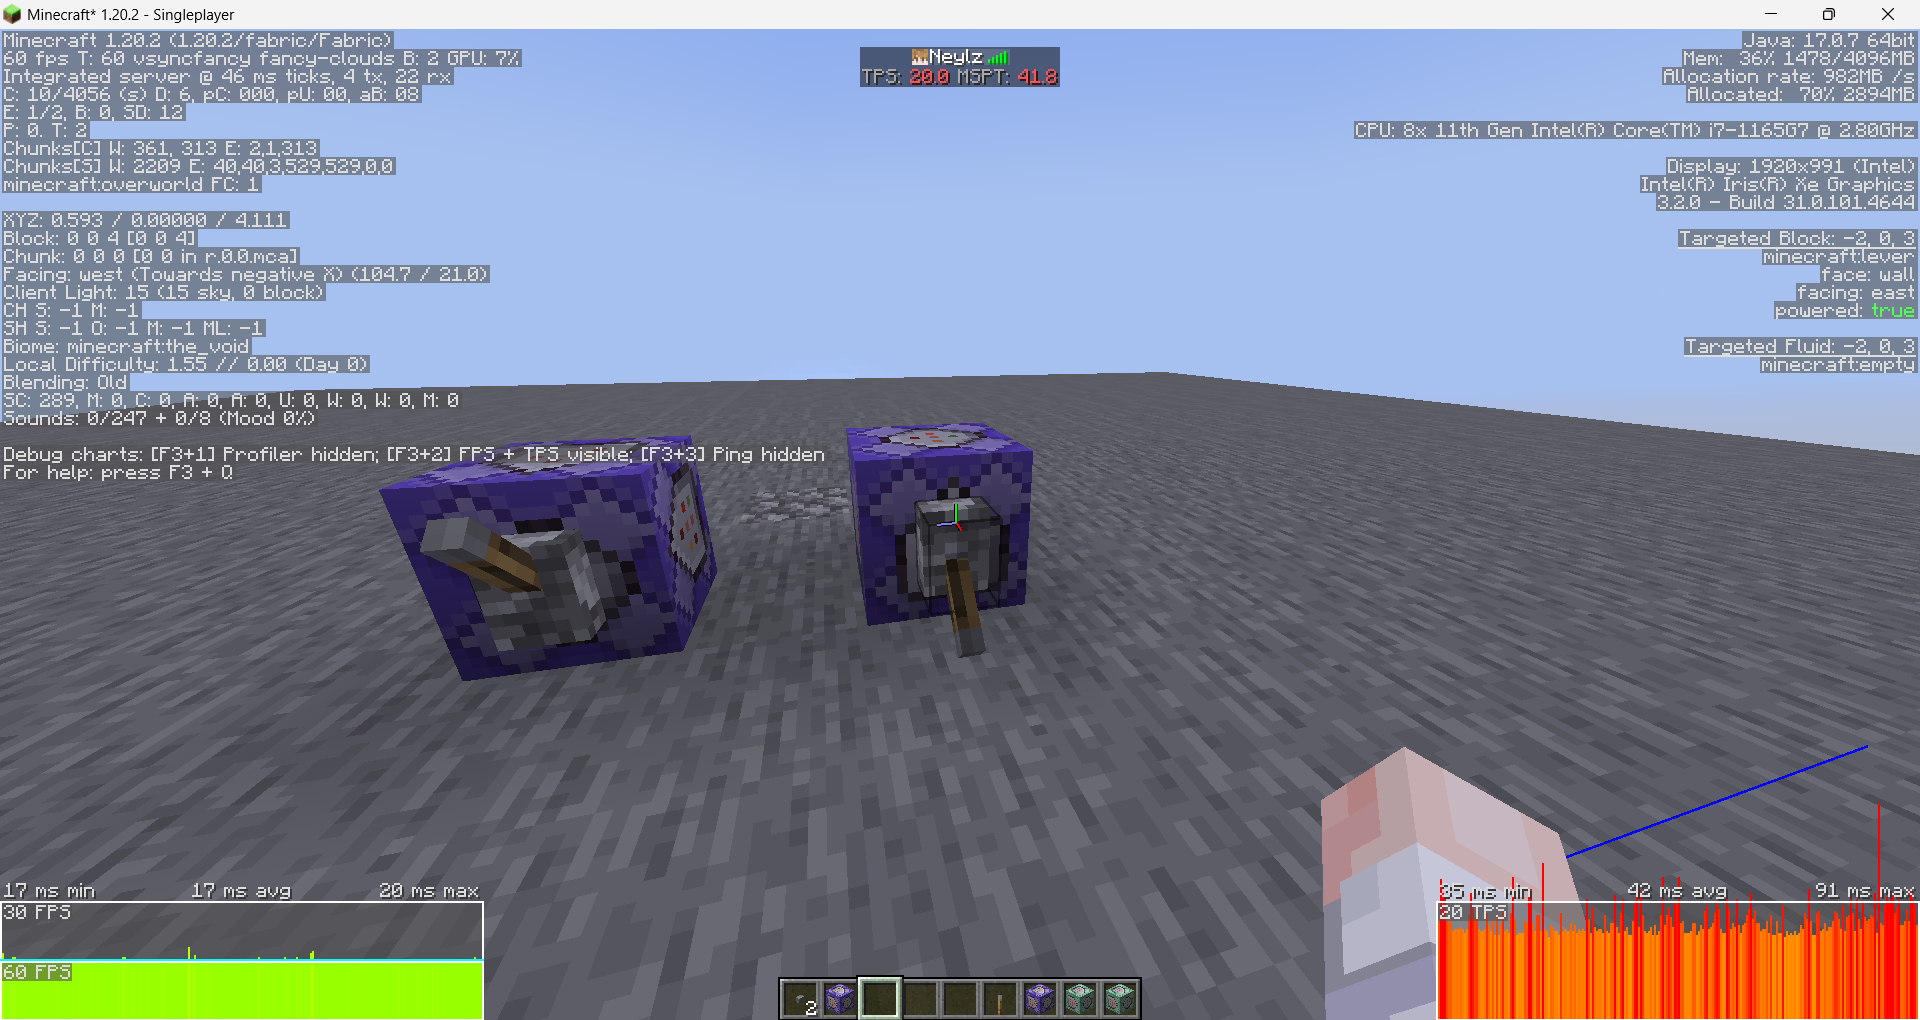 Minecraft* 1.20.2 - Singleplayer
Minecraft 1.20.2 (1.20.2/fabric/Fabric)
60 fps T: 60 vsyncfancy fancy-clouds B: 2 GPU: 7%
Integrated server @ 46 ms ticks, 4 tx, 22 rx
C: 10/4056 (s) D: 6, pC: 000, pU: 00, aB: 08
E: 1/2, B: 0, SD: 12
P: 0. T: 2
Chunks[C] W: 361, 313 E: 2,1,313
Chunks[S] W: 2209 E: 40,40,3,529,529,0,0
minecraft:overworld FC: 1
XYZ: 0.593 / 0.00000 / 4.111
Block: 0 0 4 [0 0 4]
Chunk: 0 0 0 [0 0 in r.0.0.mca]
Facing: west (Towards negative X) (104.7 / 21.0)
Client Light: 15 (15 sky, 0 block)
CH S: -1 M: -1
SH S: -1 O: -1 M: -1 ML: -1
Biome: minecraft:the_void
Local Difficulty: 1.55 // 0.00 (Day 0)
Blending: Old
SC: 289, M: 0, C: 0, A: 0, A: 0, U: 0, W: 0, W: 0, M: 0
Sounds: 0/247 + 0/8 (Mood 0%)
Debug charts: [F3+1] Profiler hidden; [F3+2] FPS + TPS visible; [F3+3] Ping hidden
For help: press F3 + Q
Neylz
TPS: 20.0 MSPT: 41.8
Java: 17.0.7 64bit
Mem: 36% 1478/4096MB
Allocation rate: 982MB /s
Allocated: 70% 2894MB
CPU: 8x 11th Gen Intel(R) Core(TM) i7-1165G7 @ 2.80GHz
Display: 1920x991 (Intel)
Intel(R) Iris(R) Xe Graphics
3.2.0 - Build 31.0.101.4644
Targeted Block: -2, 0, 3
minecraft:lever
face: wall
facing: east
powered: true
Targeted Fluid: -2, 0, 3
minecraft:empty
17 ms min 17 ms avg 20 ms max
30 FPS
60 FPS
2
35 ms min 42 ms avg 91 ms max
20 TPS